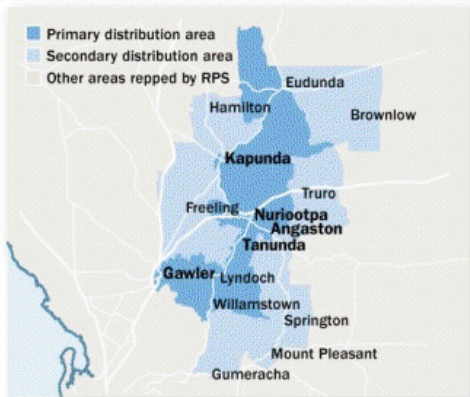 Primary distribution area
Secondary distribution area
Other areas repped by RPS
Eudunda
Hamilton
Brownlow
Kapunda
Truro
Freeling
Nuriootpa
Angaston
Tanunda
Gawler
Lyndoch
Willamstown
Springton
Mount Pleasant
Gumeracha